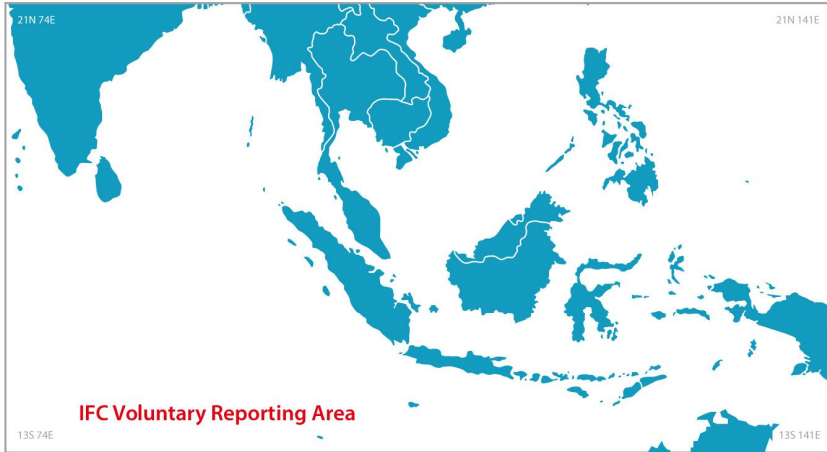 21N 74E
21N 141E
IFC Voluntary Reporting Area
13S 74E
13S 141E